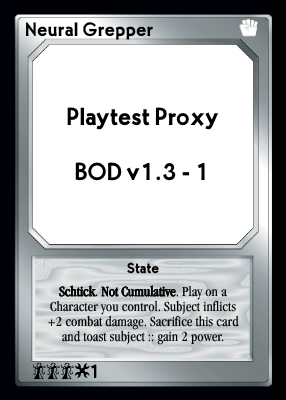 Neural Grepper
Playtest Proxy
BOD v1.3 - 1
State
Schtick. Not Cumulative. Play on a
Character you control. Subject inflicts
+2 combat damage. Sacrifice this card
and toast subject :: gain 2 power.
1